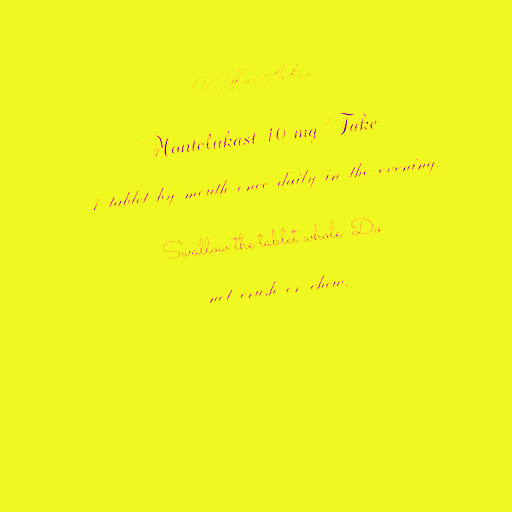 Montelukast 10 mg Take
1 tablet by mouth once daily in the evening.
Swallow the tablet whole. Do
not crush or chew.